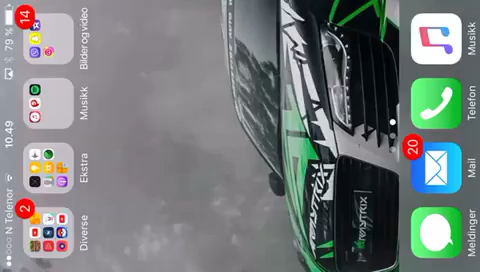 N Telenor 10.49 79 %
2
14
Diverse Ekstra Musikk Bilder og video
20
Meldinger Mail Telefon Musikk